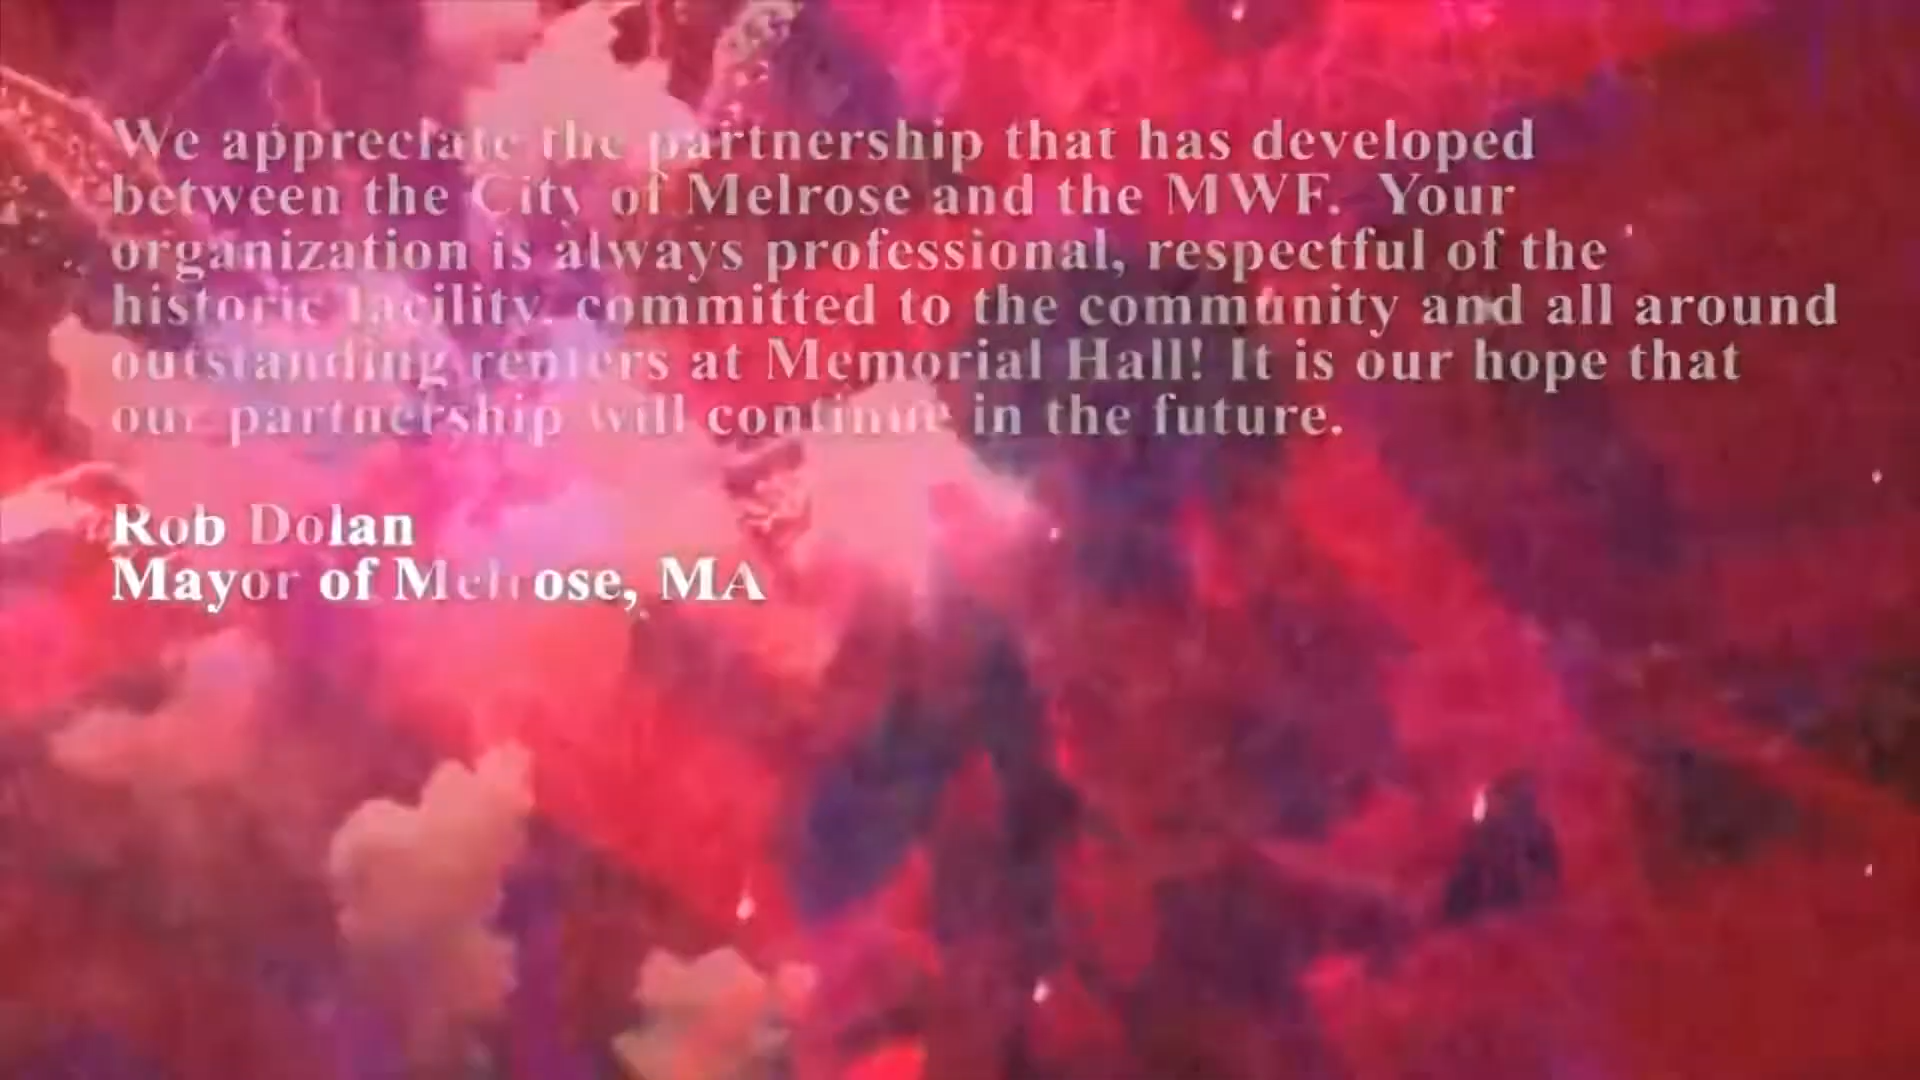 We appreciate the partnership that has developed
between the City of Melrose and the MWF. Your
organization is always professional, respectful of the
historic facility, committed to the community and all around
outstanding renters at Memorial Hall! It is our hope that
our partnership will continue in the future.
Rob Dolan
Mayor of Melrose, MA